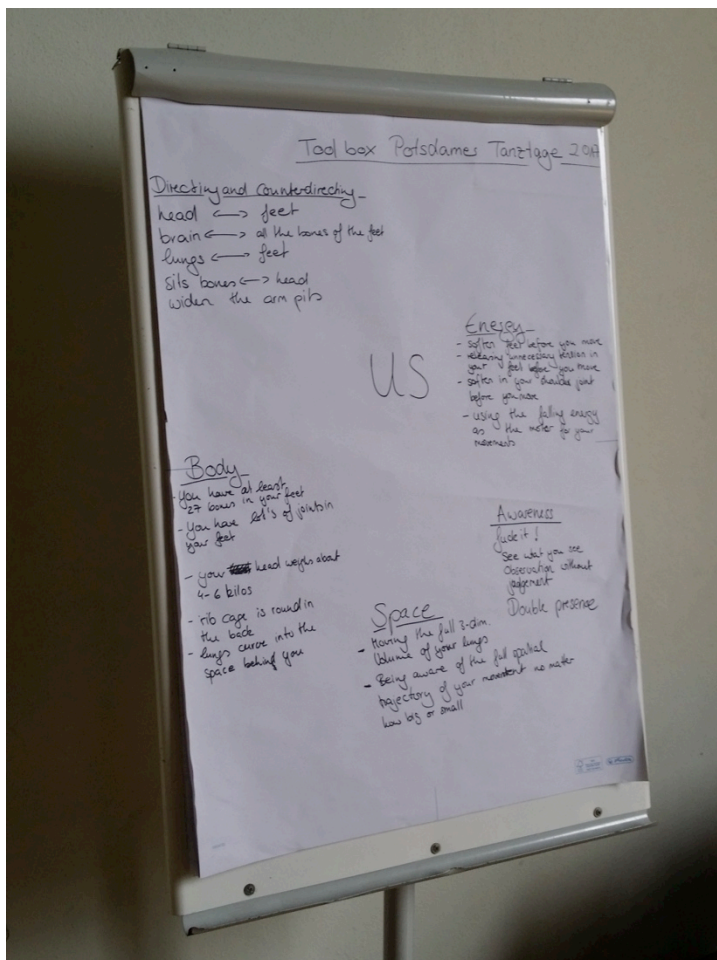 Toolbox Potsdamer Tanztage 2017
Directing and Counterdirecting
head <-> feet
brain <-> all the bones of the feet
lungs <-> feet
sits bones <-> head
widen the arm pits
US
Energy
- soften feet before you move
- releasing unnecessary tension in
your feet before you move
- soften in your shoulder joint
before you move
- using the falling energy
as the motor for your
movements
Body
- You have at least
27 bones in your feet
- You have lot's of joints in
your feet
- your head weighs about
4-6 kilos
- rib cage is round in
the back
- lungs curve into the
space behind you
Awareness
fuck it!
See what you see
Observation without
judgement
Double presence
Space
- Having the full 3-dim.
Volume of your lungs
- Being aware of the full spatial
trajectory of your movement no mater
how big or small